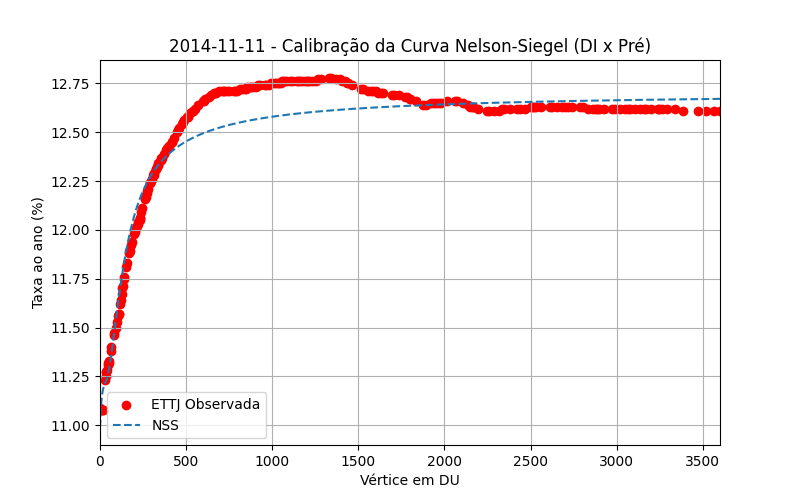 2014-11-11 - Calibração da Curva Nelson-Siegel (DI x Pré)
Taxa ao ano (%)
12.75
12.50
12.25
12.00
11.75
11.50
11.25
11.00
ETTJ Observada
NSS
0 500 1000 1500 2000 2500 3000 3500
Vértice em DU